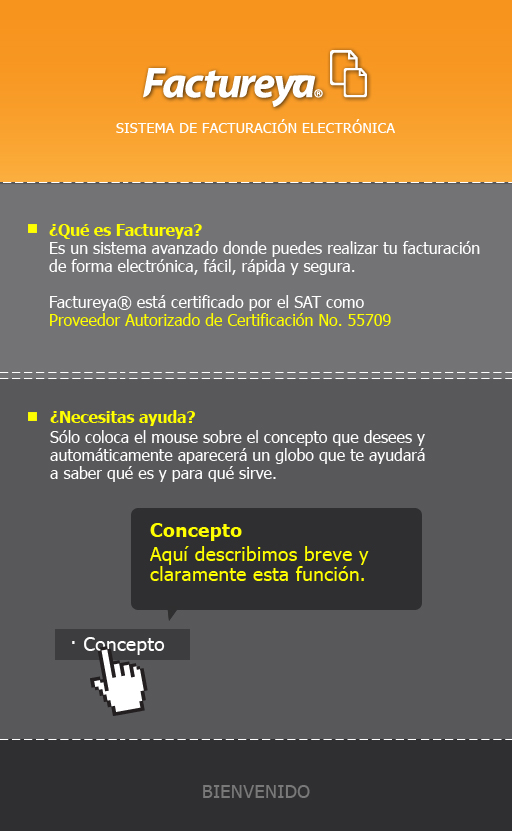 Factureya®
SISTEMA DE FACTURACIÓN ELECTRÓNICA
¿Qué es Factureya?
Es un sistema avanzado donde puedes realizar tu facturación
de forma electrónica, fácil, rápida y segura.
Factureya® está certificado por el SAT como
Proveedor Autorizado de Certificación No. 55709
¿Necesitas ayuda?
Sólo coloca el mouse sobre el concepto que desees y
automáticamente aparecerá un globo que te ayudará
a saber qué es y para qué sirve.
Concepto
Aquí describimos breve y
claramente esta función.
· Concepto
BIENVENIDO